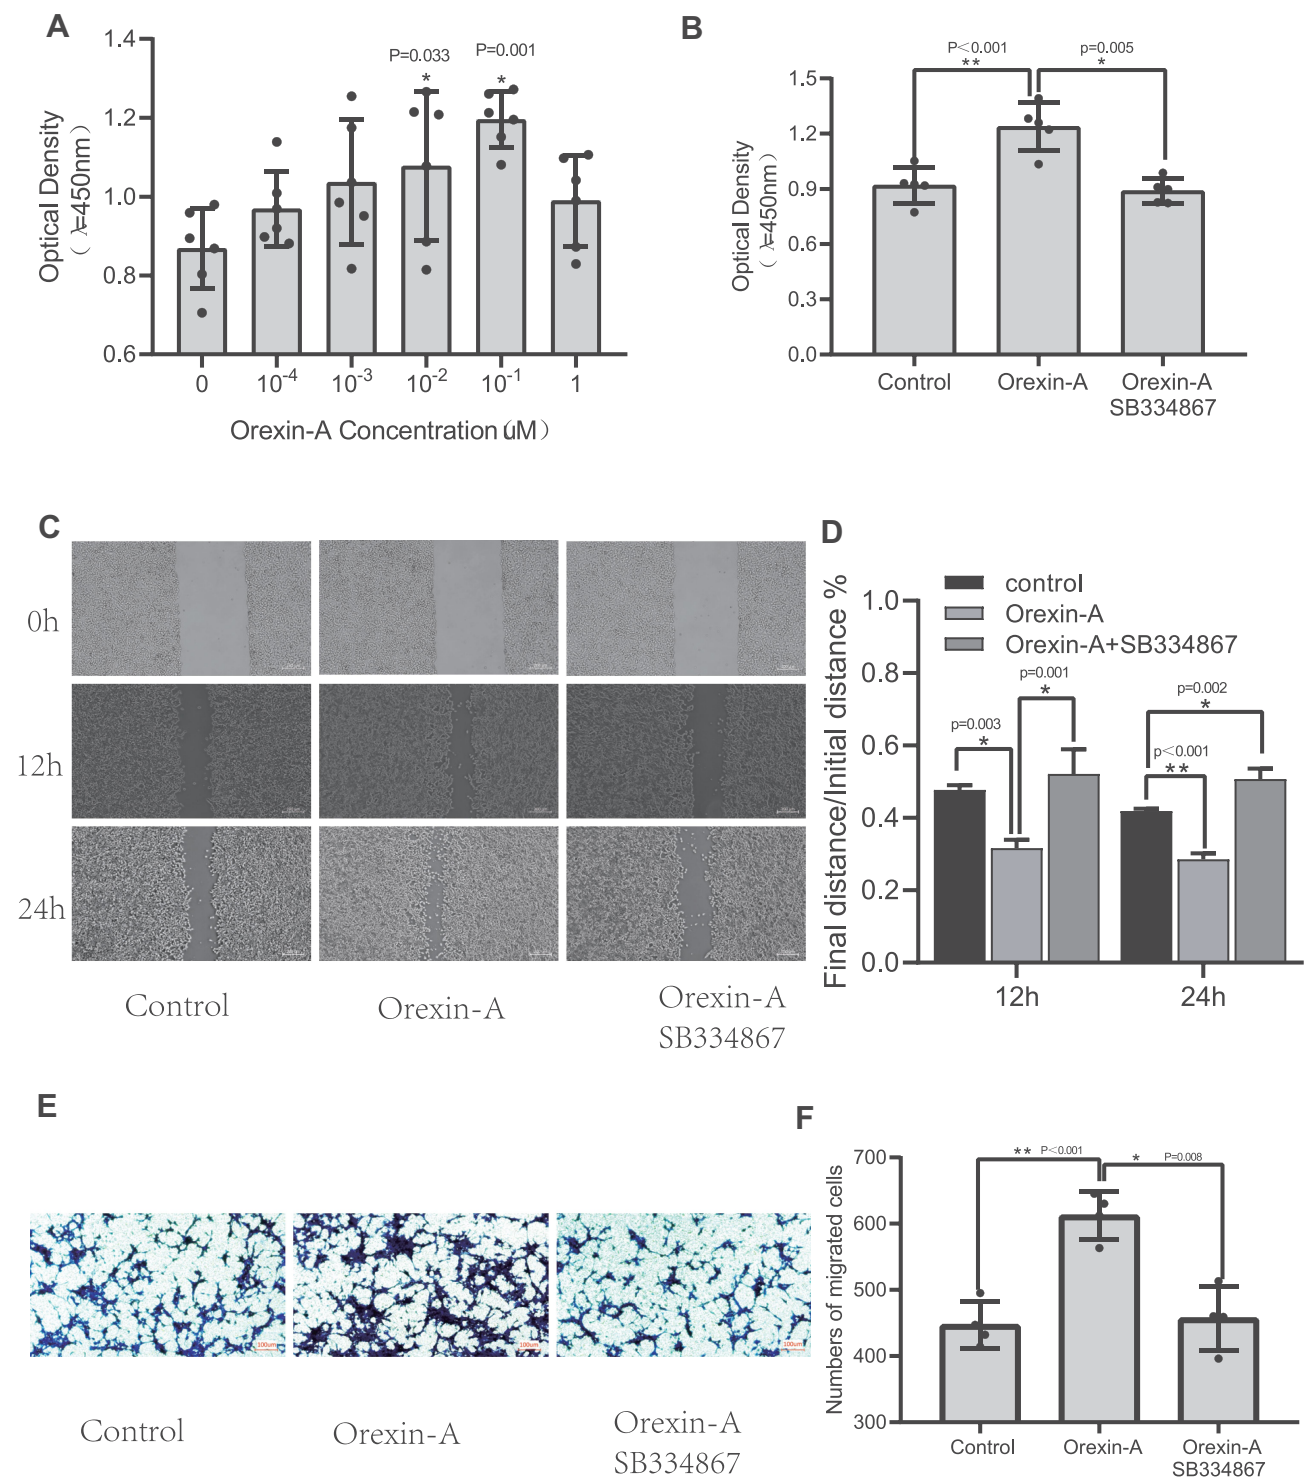 A
1.4
1.2
1.0
0.8
0.6
Optical Density
（λ=450nm）
P=0.033
*
P=0.001
*
0
10-4
10-3
10-2
10-1
1
Orexin-A Concentration uM）
B
P<0.001
**
p=0.005
*
1.5
1.2
0.9
0.6
0.3
0.0
Optical Density
（λ=450nm）
Control
Orexin-A
Orexin-A
SB334867
C
0h
12h
24h
Control
Orexin-A
Orexin-A
SB334867
D
control
Orexin-A
Orexin-A+SB334867
1.0
0.8
0.6
0.4
0.2
0.0
Final distance/Initial distance %
p=0.003
*
p=0.001
*
p=0.002
*
p<0.001
**
12h
24h
E
100um
100um
100um
Control
Orexin-A
Orexin-A
SB334867
F
700
600
500
400
300
Numbers of migrated cells
** P<0.001
* P=0.008
Control
Orexin-A
Orexin-A
SB334867